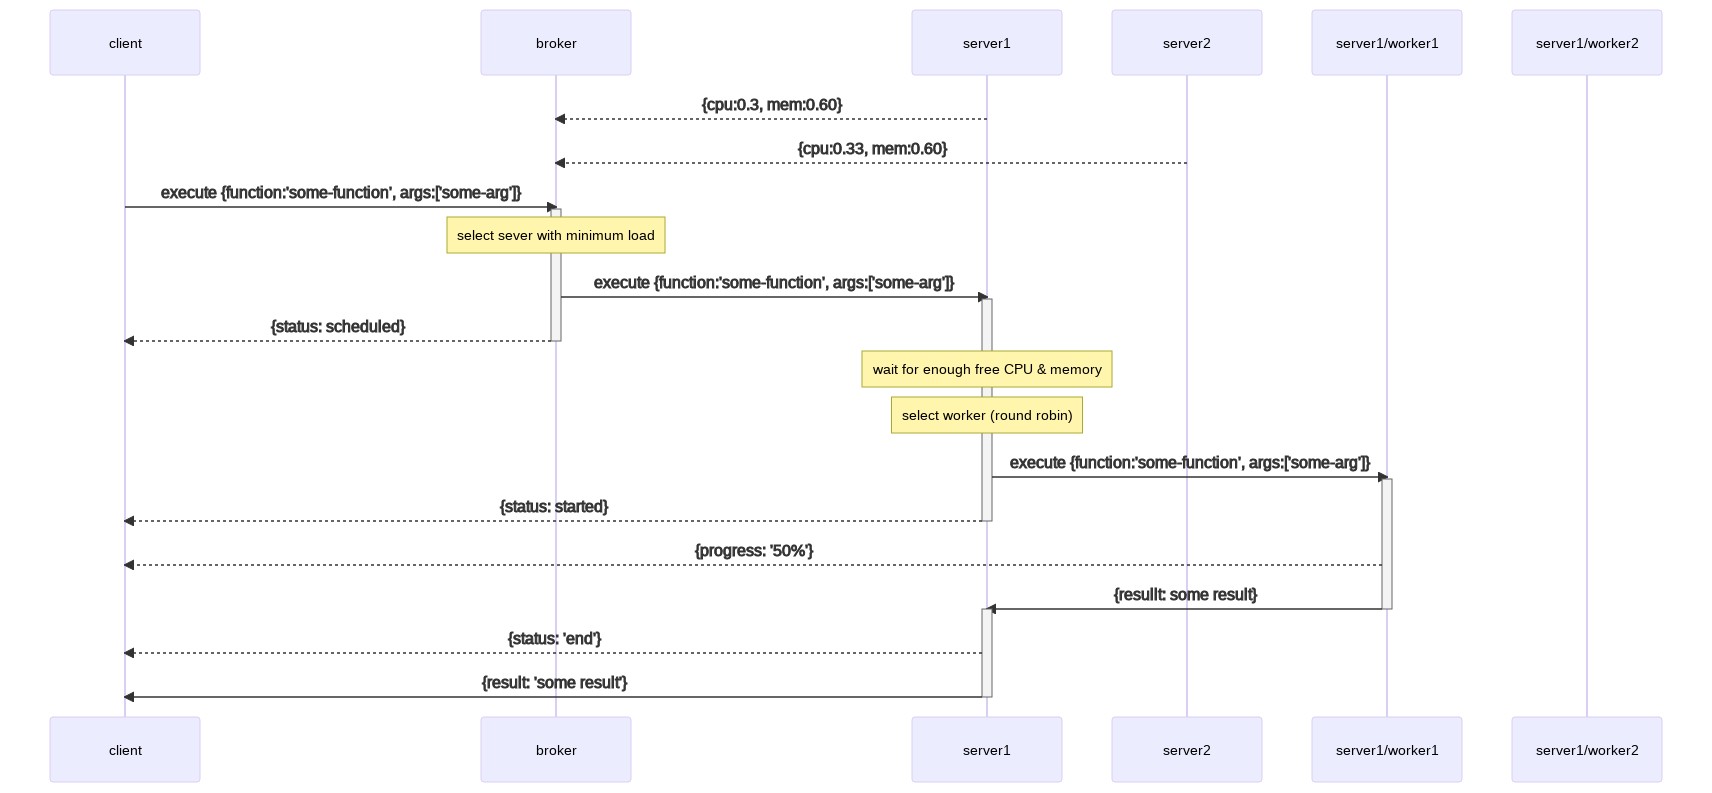 client
broker
server1
server2
server1/worker1
server1/worker2
{cpu:0.3, mem:0.60}
{cpu:0.33, mem:0.60}
execute {function:'some-function', args:['some-arg']}
select sever with minimum load
execute {function:'some-function', args:['some-arg']}
{status: scheduled}
wait for enough free CPU & memory
select worker (round robin)
execute {function:'some-function', args:['some-arg']}
{status: started}
{progress: '50%'}
{resullt: some result}
{status: 'end'}
{result: 'some result'}
client
broker
server1
server2
server1/worker1
server1/worker2